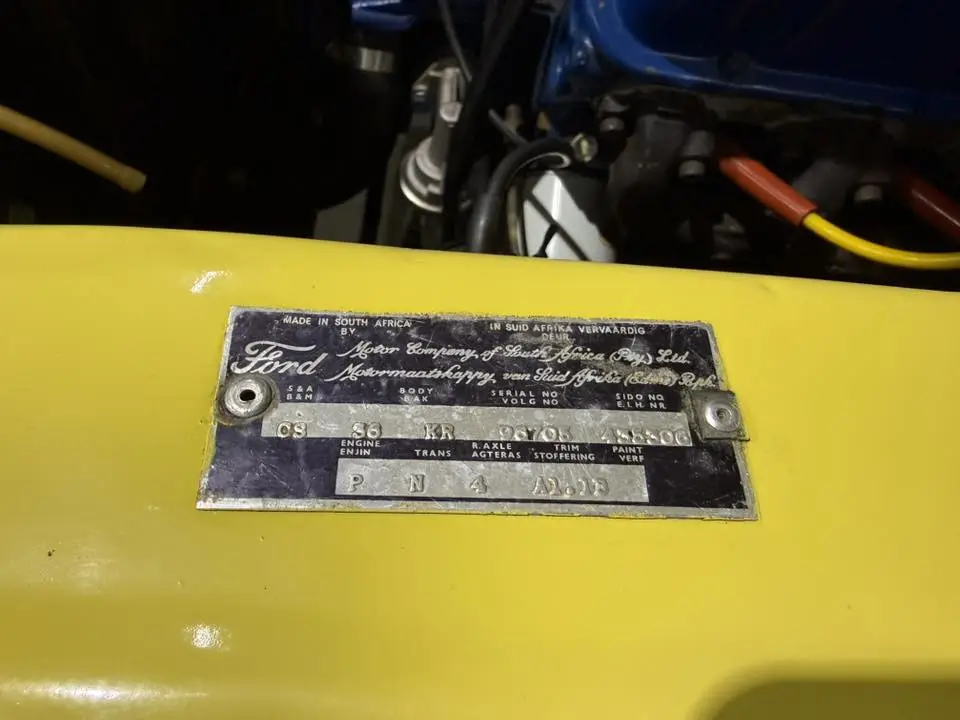 MADE IN SOUTH AFRICA BY
IN SUID AFRIKA VERVAARDIG DEUR
Ford Motor Company of South Africa (Pty.) Ltd.
Motormaatskappy van Suid Afrika (Edms) Bpk.
S & A B & M
BODY BAK
SERIAL NO VOLG NO
SIDO NO E.I.H. NR.
CS S6 KR 96705
ENGINE ENJIN
TRANS
R.AXLE AGTERAS
TRIM STOFFERING
PAINT VERF
P N 4